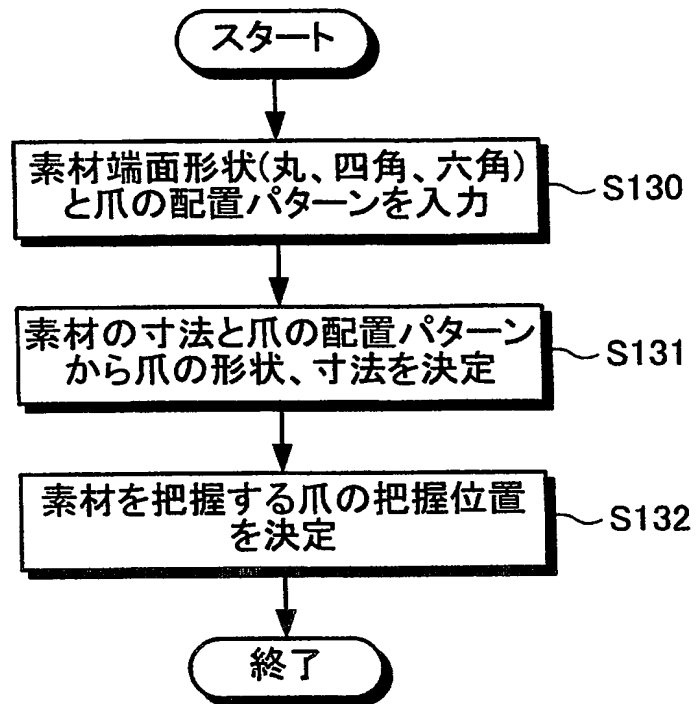 スタート
素材端面形状(丸、四角、六角)
と爪の配置パターンを入力
S130
素材の寸法と爪の配置パターン
から爪の形状、寸法を決定
S131
素材を把握する爪の把握位置
を決定
S132
終了